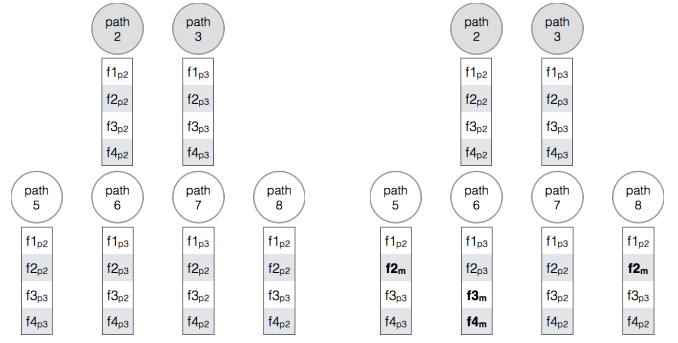 path 2 path 3 path 2 path 3
f1p2 f1p3 f1p2 f1p3
f2p2 f2p3 f2p2 f2p3
f3p2 f3p3 f3p2 f3p3
f4p2 f4p3 f4p2 f4p3
path 5 path 6 path 7 path 8 path 5 path 6 path 7 path 8
f1p2 f1p3 f1p3 f1p2 f1p2 f1p3 f1p3 f1p2
f2p2 f2p3 f2p2 f2p2 f2m f2p3 f2p2 f2m
f3p3 f3p2 f3p2 f3p3 f3p3 f3m f3p2 f3p3
f4p3 f4p3 f4p2 f4p2 f4p3 f4m f4p2 f4p2